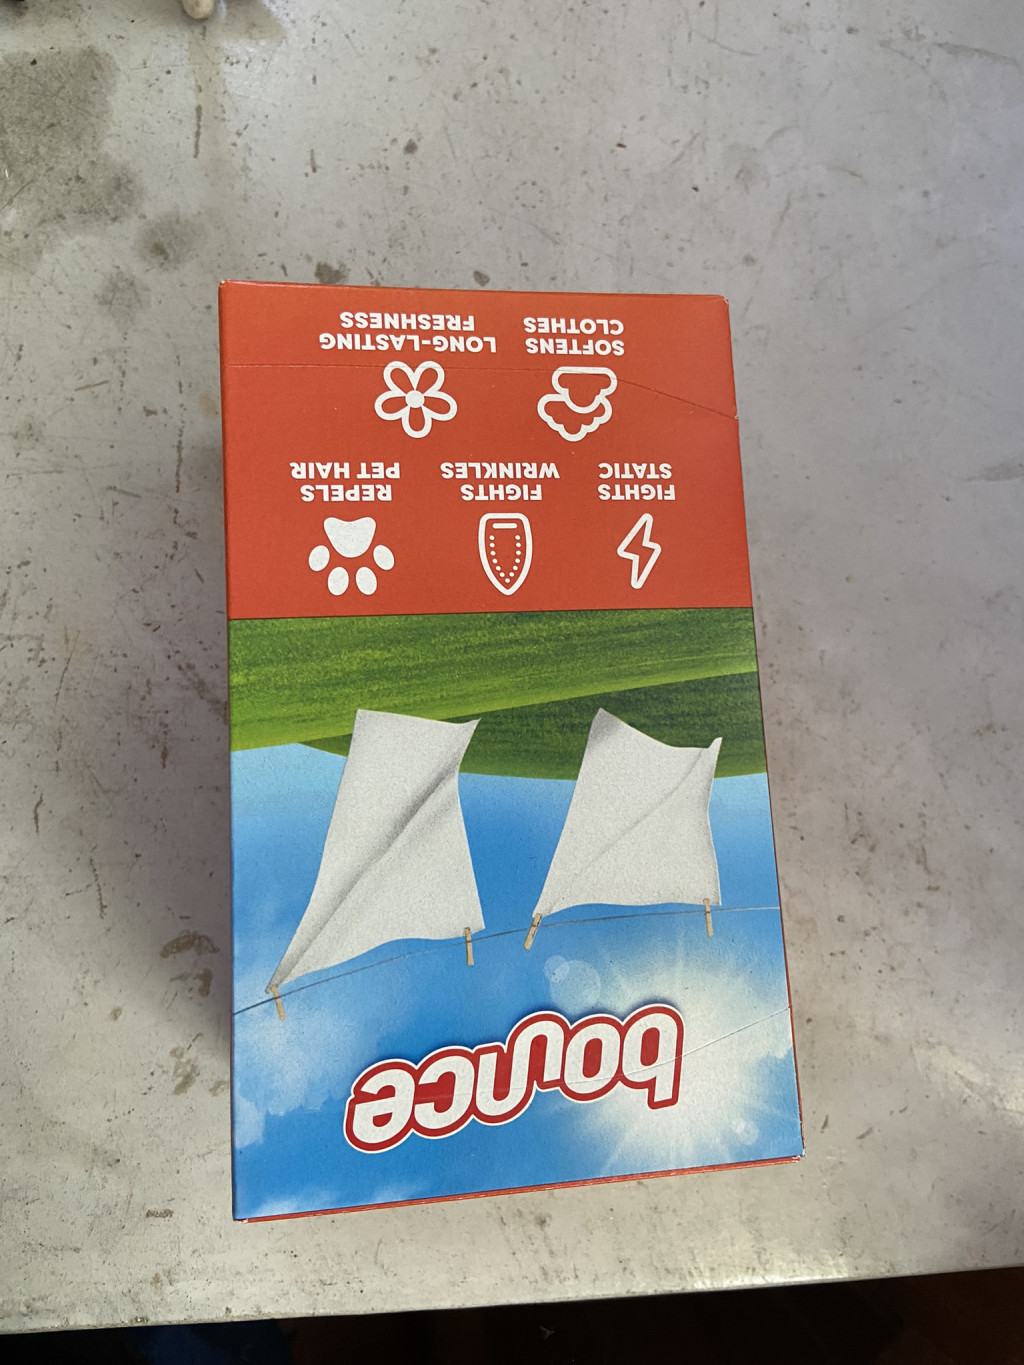 bounce
FIGHTS
STATIC
FIGHTS
WRINKLES
REPELS
PET HAIR
SOFTENS
CLOTHES
LONG-LASTING
FRESHNESS